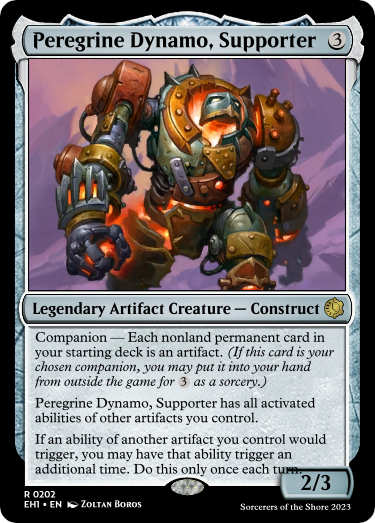 Peregrine Dynamo, Supporter 3
Legendary Artifact Creature — Construct
Companion — Each nonland permanent card in
your starting deck is an artifact. (If this card is your
chosen companion, you may put it into your hand
from outside the game for 3 as a sorcery.)
Peregrine Dynamo, Supporter has all activated
abilities of other artifacts you control.
If an ability of another artifact you control would
trigger, you may have that ability trigger an
additional time. Do this only once each turn.
2/3
R 0202
EH1 • EN Zoltan Boros
Sorcerers of the Shore 2023